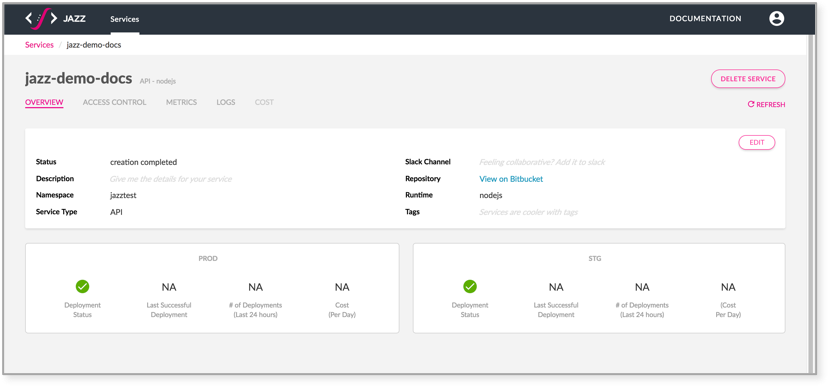 JAZZ Services DOCUMENTATION
Services / jazz-demo-docs
jazz-demo-docs API - nodejs DELETE SERVICE
OVERVIEW ACCESS CONTROL METRICS LOGS COST REFRESH
EDIT
Status creation completed Slack Channel Feeling collaborative? Add it to slack
Description Give me the details for your service Repository View on Bitbucket
Namespace jazztest Runtime nodejs
Service Type API Tags Services are cooler with tags
PROD STG
NA NA NA NA NA NA
Deployment Last Successful # of Deployments Cost Deployment Last Successful # of Deployments (Cost
Status Deployment (Last 24 hours) (Per Day) Status Deployment (Last 24 hours) Per Day)